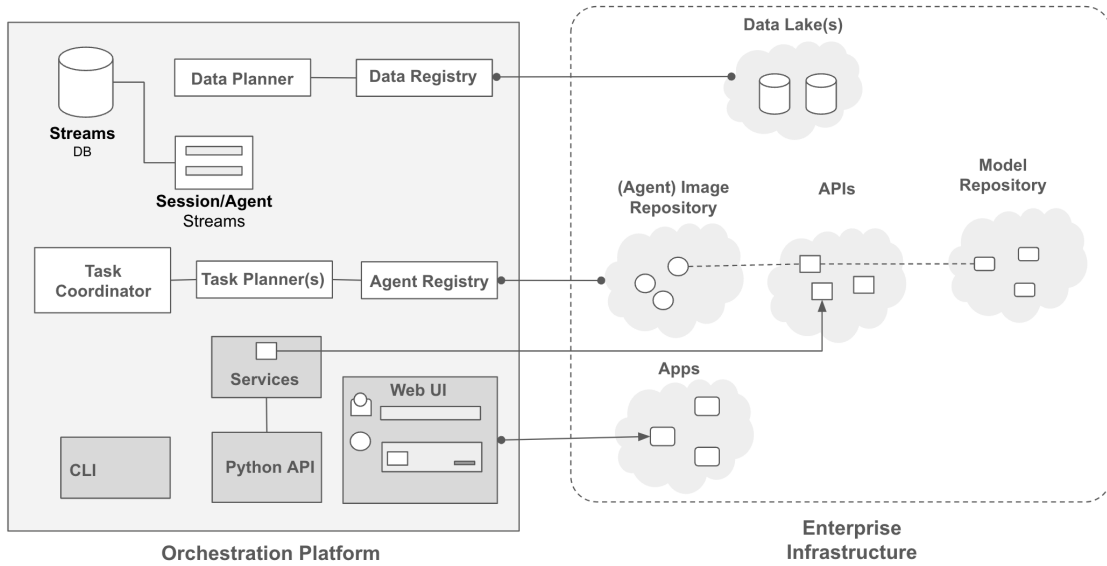 Data Lake(s)
Data Planner
Data Registry
Streams
DB
Session/Agent
Streams
(Agent) Image
Repository
APIs
Model
Repository
Task
Coordinator
Task Planner(s)
Agent Registry
Services
Web UI
Apps
CLI
Python API
Orchestration Platform
Enterprise
Infrastructure